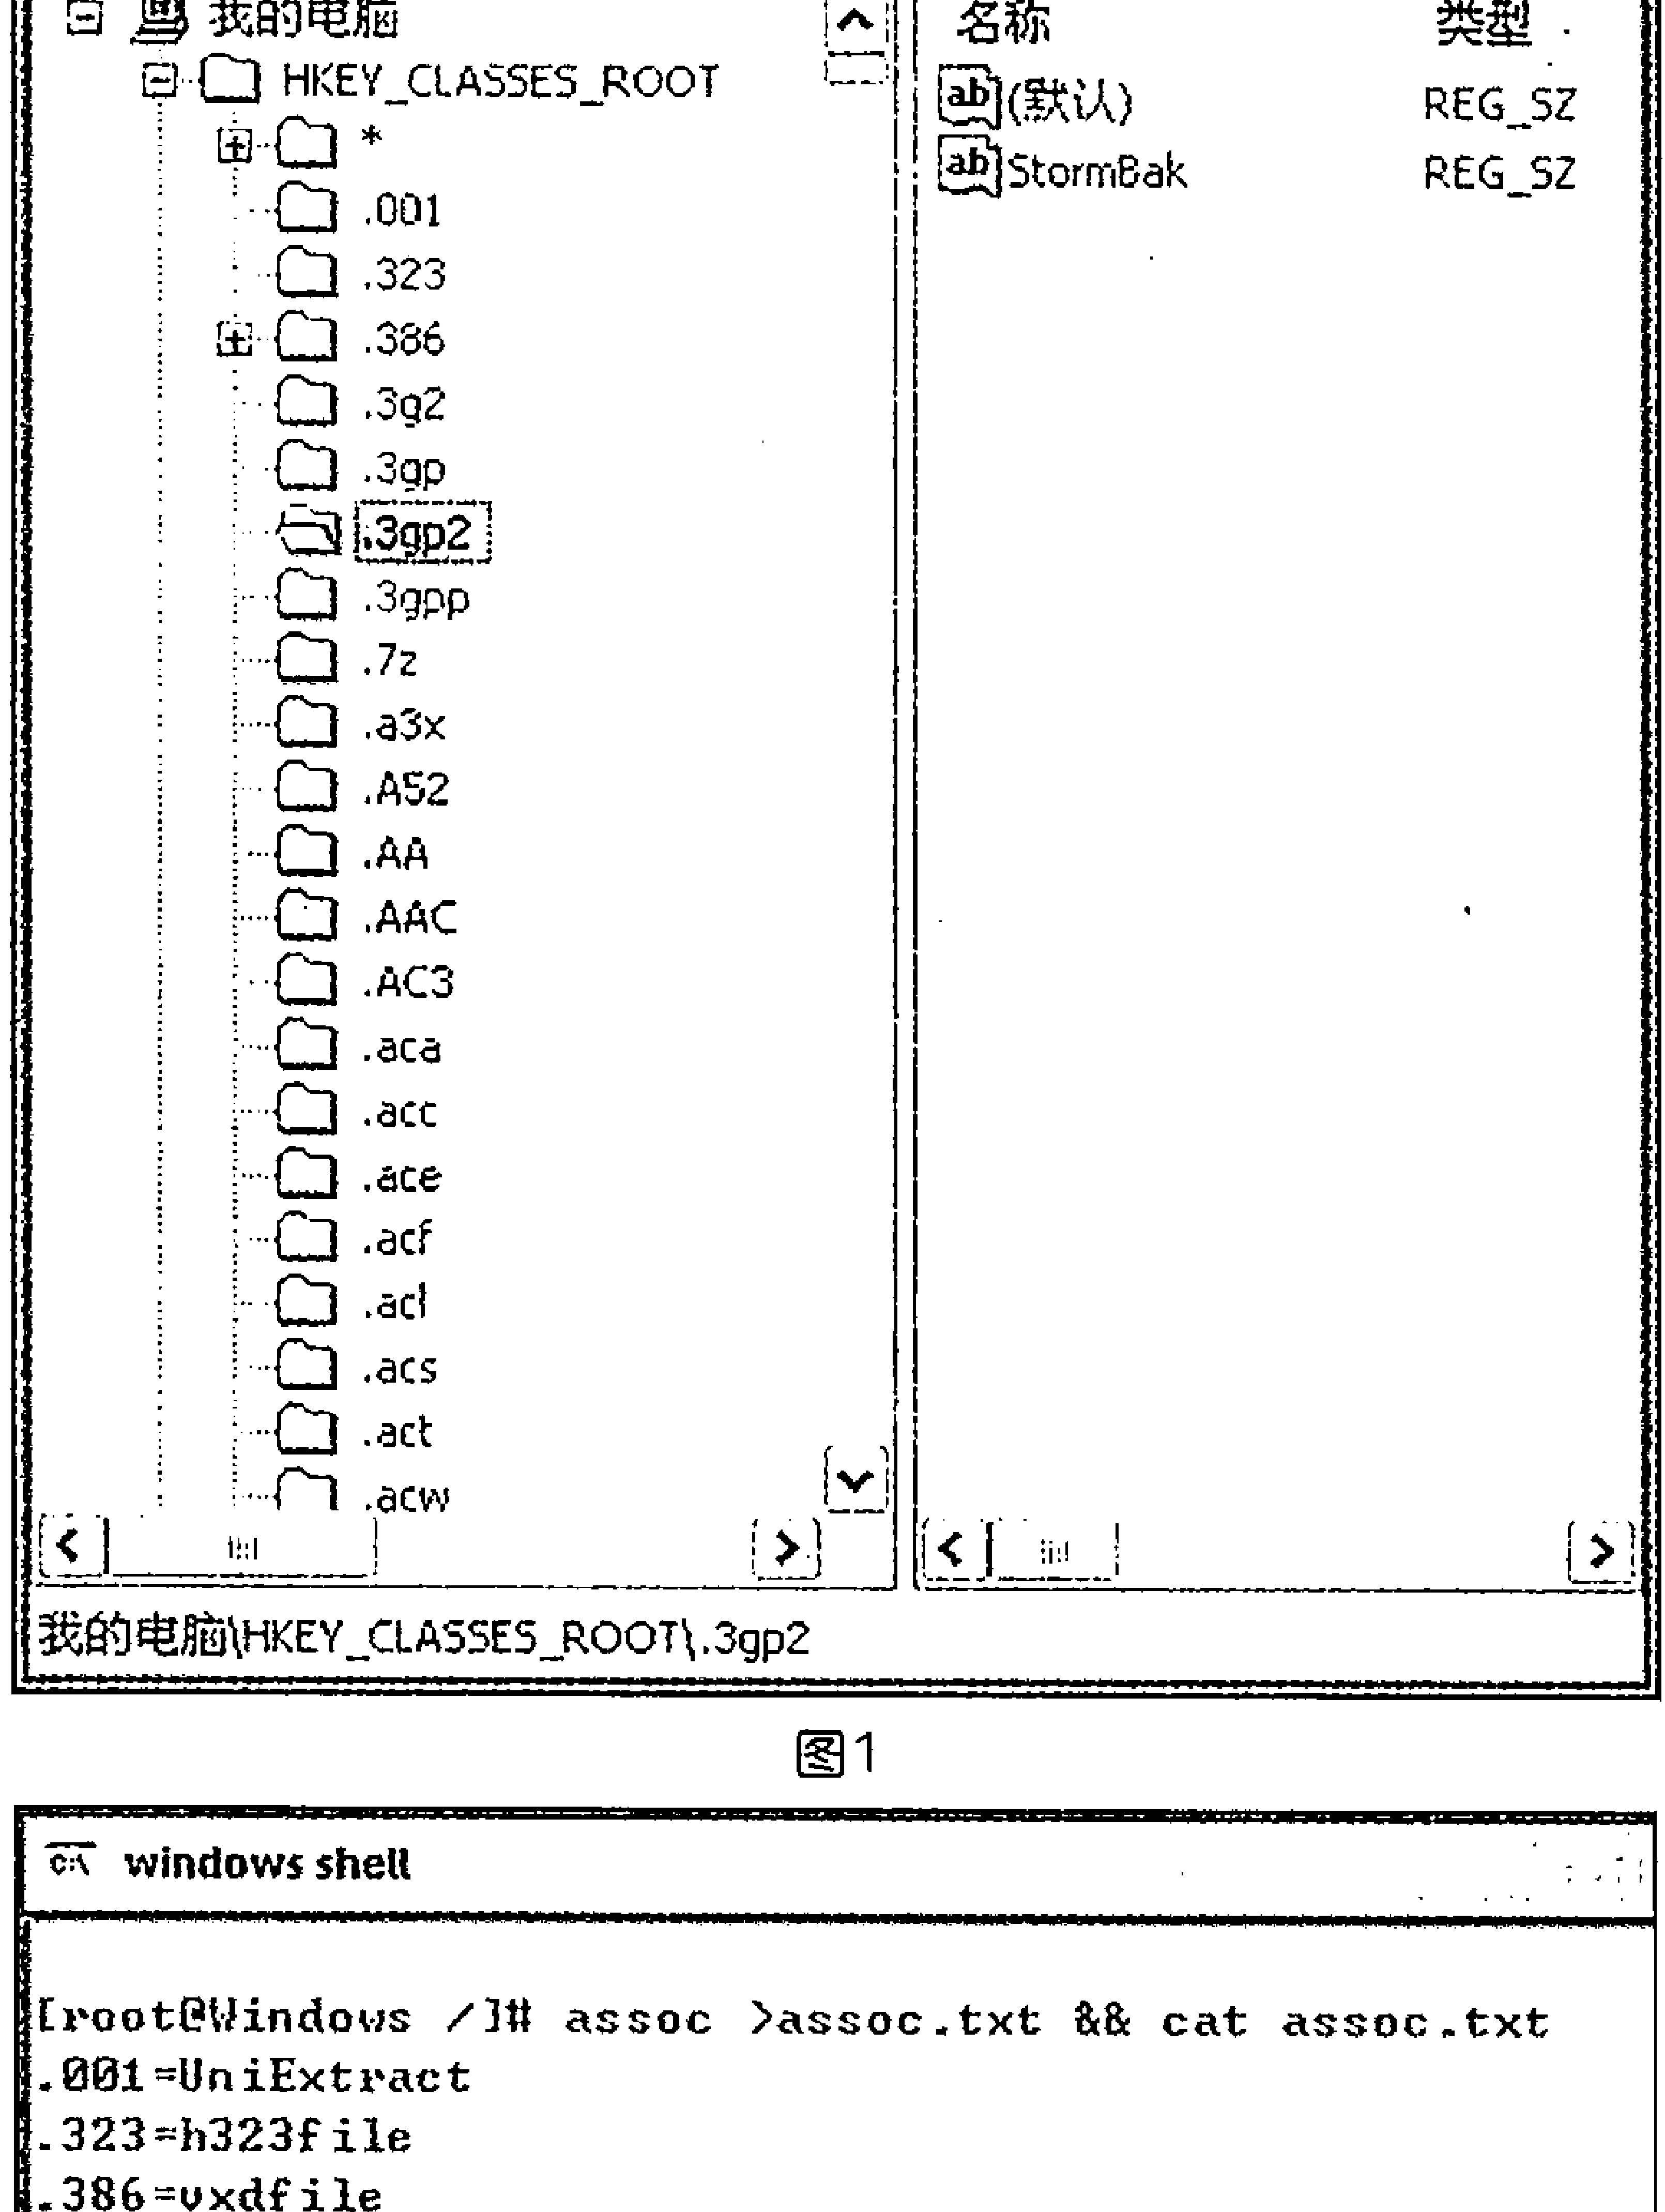 我的电脑
HKEY_CLASSES_ROOT
*
.001
.323
.386
.3g2
.3gp
.3gp2
.3gpp
.7z
.a3x
.A52
.AA
.AAC
.AC3
.aca
.acc
.ace
.acf
.acl
.acs
.act
.acw
名称 类型
ab (默认) REG_SZ
ab StormBak REG_SZ
我的电脑\HKEY_CLASSES_ROOT\.3gp2
图1
C:\ windows shell
[root@Windows /]# assoc >assoc.txt && cat assoc.txt
.001=UniExtract
.323=h323file
.386=vxdfile